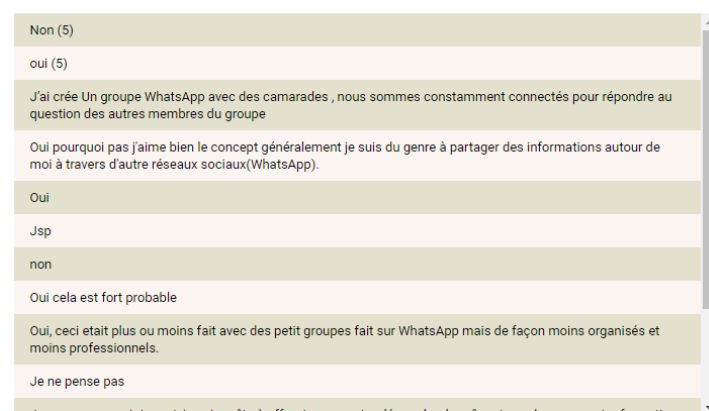 Non (5)
oui (5)
J'ai crée Un groupe WhatsApp avec des camarades , nous sommes constamment connectés pour répondre au
question des autres membres du groupe
Oui pourquoi pas j'aime bien le concept généralement je suis du genre à partager des informations autour de
moi à travers d'autre réseaux sociaux(WhatsApp).
Oui
Jsp
non
Oui cela est fort probable
Oui, ceci etait plus ou moins fait avec des petit groupes fait sur WhatsApp mais de façon moins organisés et
moins professionnels.
Je ne pense pas